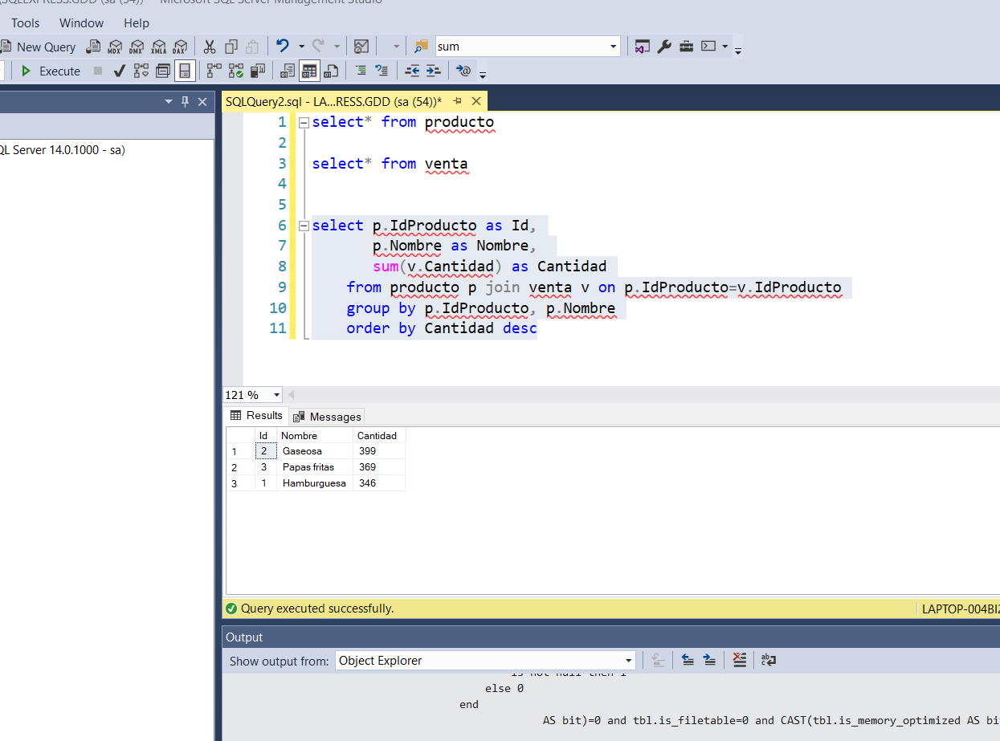 (SQLEXPRESS.GDD (sa (54)) - Microsoft SQL Server Management Studio
Tools Window Help
New Query MDX DMX XMLA DAX sum
Execute
SQLQuery2.sql - LA...RESS.GDD (sa (54))*
QL Server 14.0.1000 - sa)
1 select* from producto
2
3 select* from venta
4
5
6 select p.IdProducto as Id,
7 p.Nombre as Nombre,
8 sum(v.Cantidad) as Cantidad
9 from producto p join venta v on p.IdProducto=v.IdProducto
10 group by p.IdProducto, p.Nombre
11 order by Cantidad desc
121 %
Results Messages
Id Nombre Cantidad
1 2 Gaseosa 399
2 3 Papas fritas 369
3 1 Hamburguesa 346
Query executed successfully. LAPTOP-004BI
Output
Show output from: Object Explorer
is not null then 1
else 0
end
AS bit)=0 and tbl.is_filetable=0 and CAST(tbl.is_memory_optimized AS bi